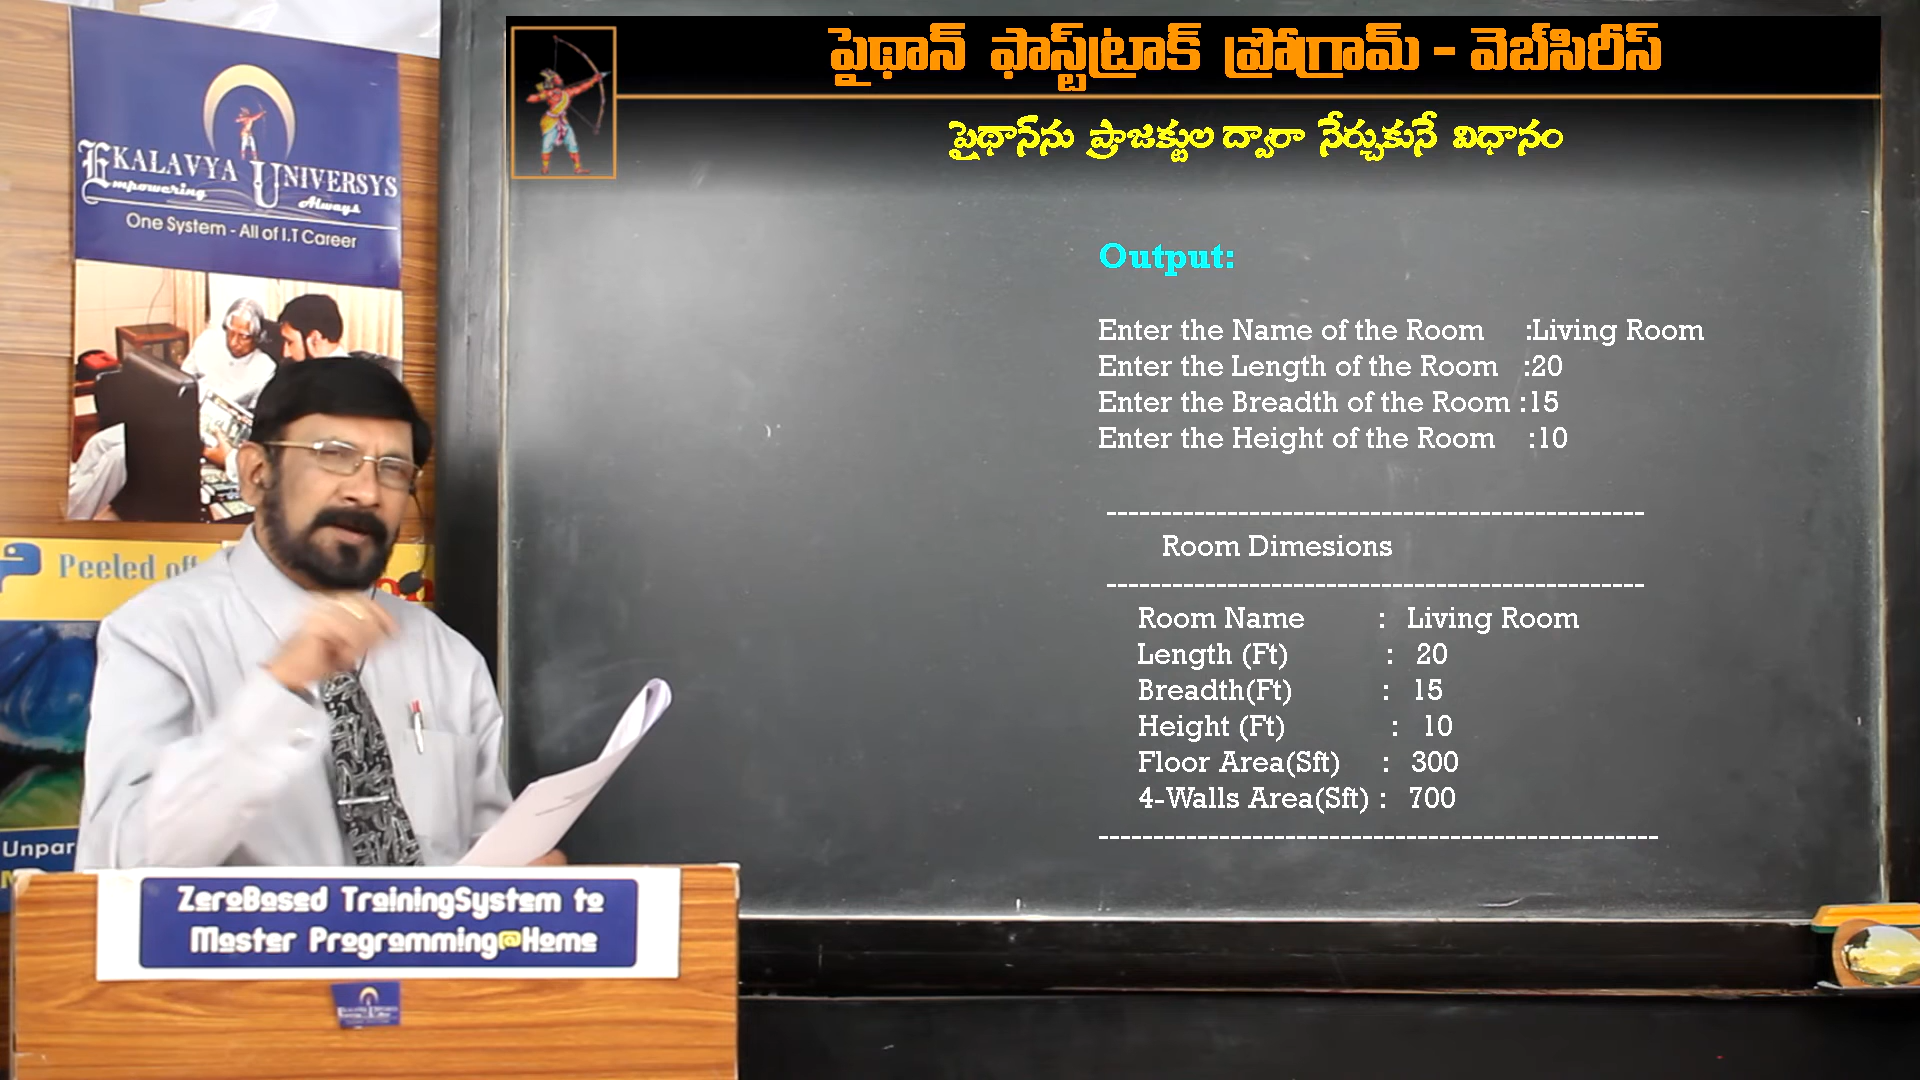 EKALAVYA UNIVERSYS
Empowering Always
One System - All of I.T Career
Peeled
Unpar
ZeroBased TrainingSystem to
Master Programming@Home
పైథాన్ ఫాస్ట్‌ట్రాక్ ప్రోగ్రామ్ - వెబ్‌సిరీస్
పైథాన్‌ను ప్రాజెక్టుల ద్వారా నేర్చుకునే విధానం
Output:
Enter the Name of the Room :Living Room
Enter the Length of the Room :20
Enter the Breadth of the Room :15
Enter the Height of the Room :10
------------------------------------------------
Room Dimesions
------------------------------------------------
Room Name : Living Room
Length (Ft) : 20
Breadth(Ft) : 15
Height (Ft) : 10
Floor Area(Sft) : 300
4-Walls Area(Sft) : 700
--------------------------------------------------